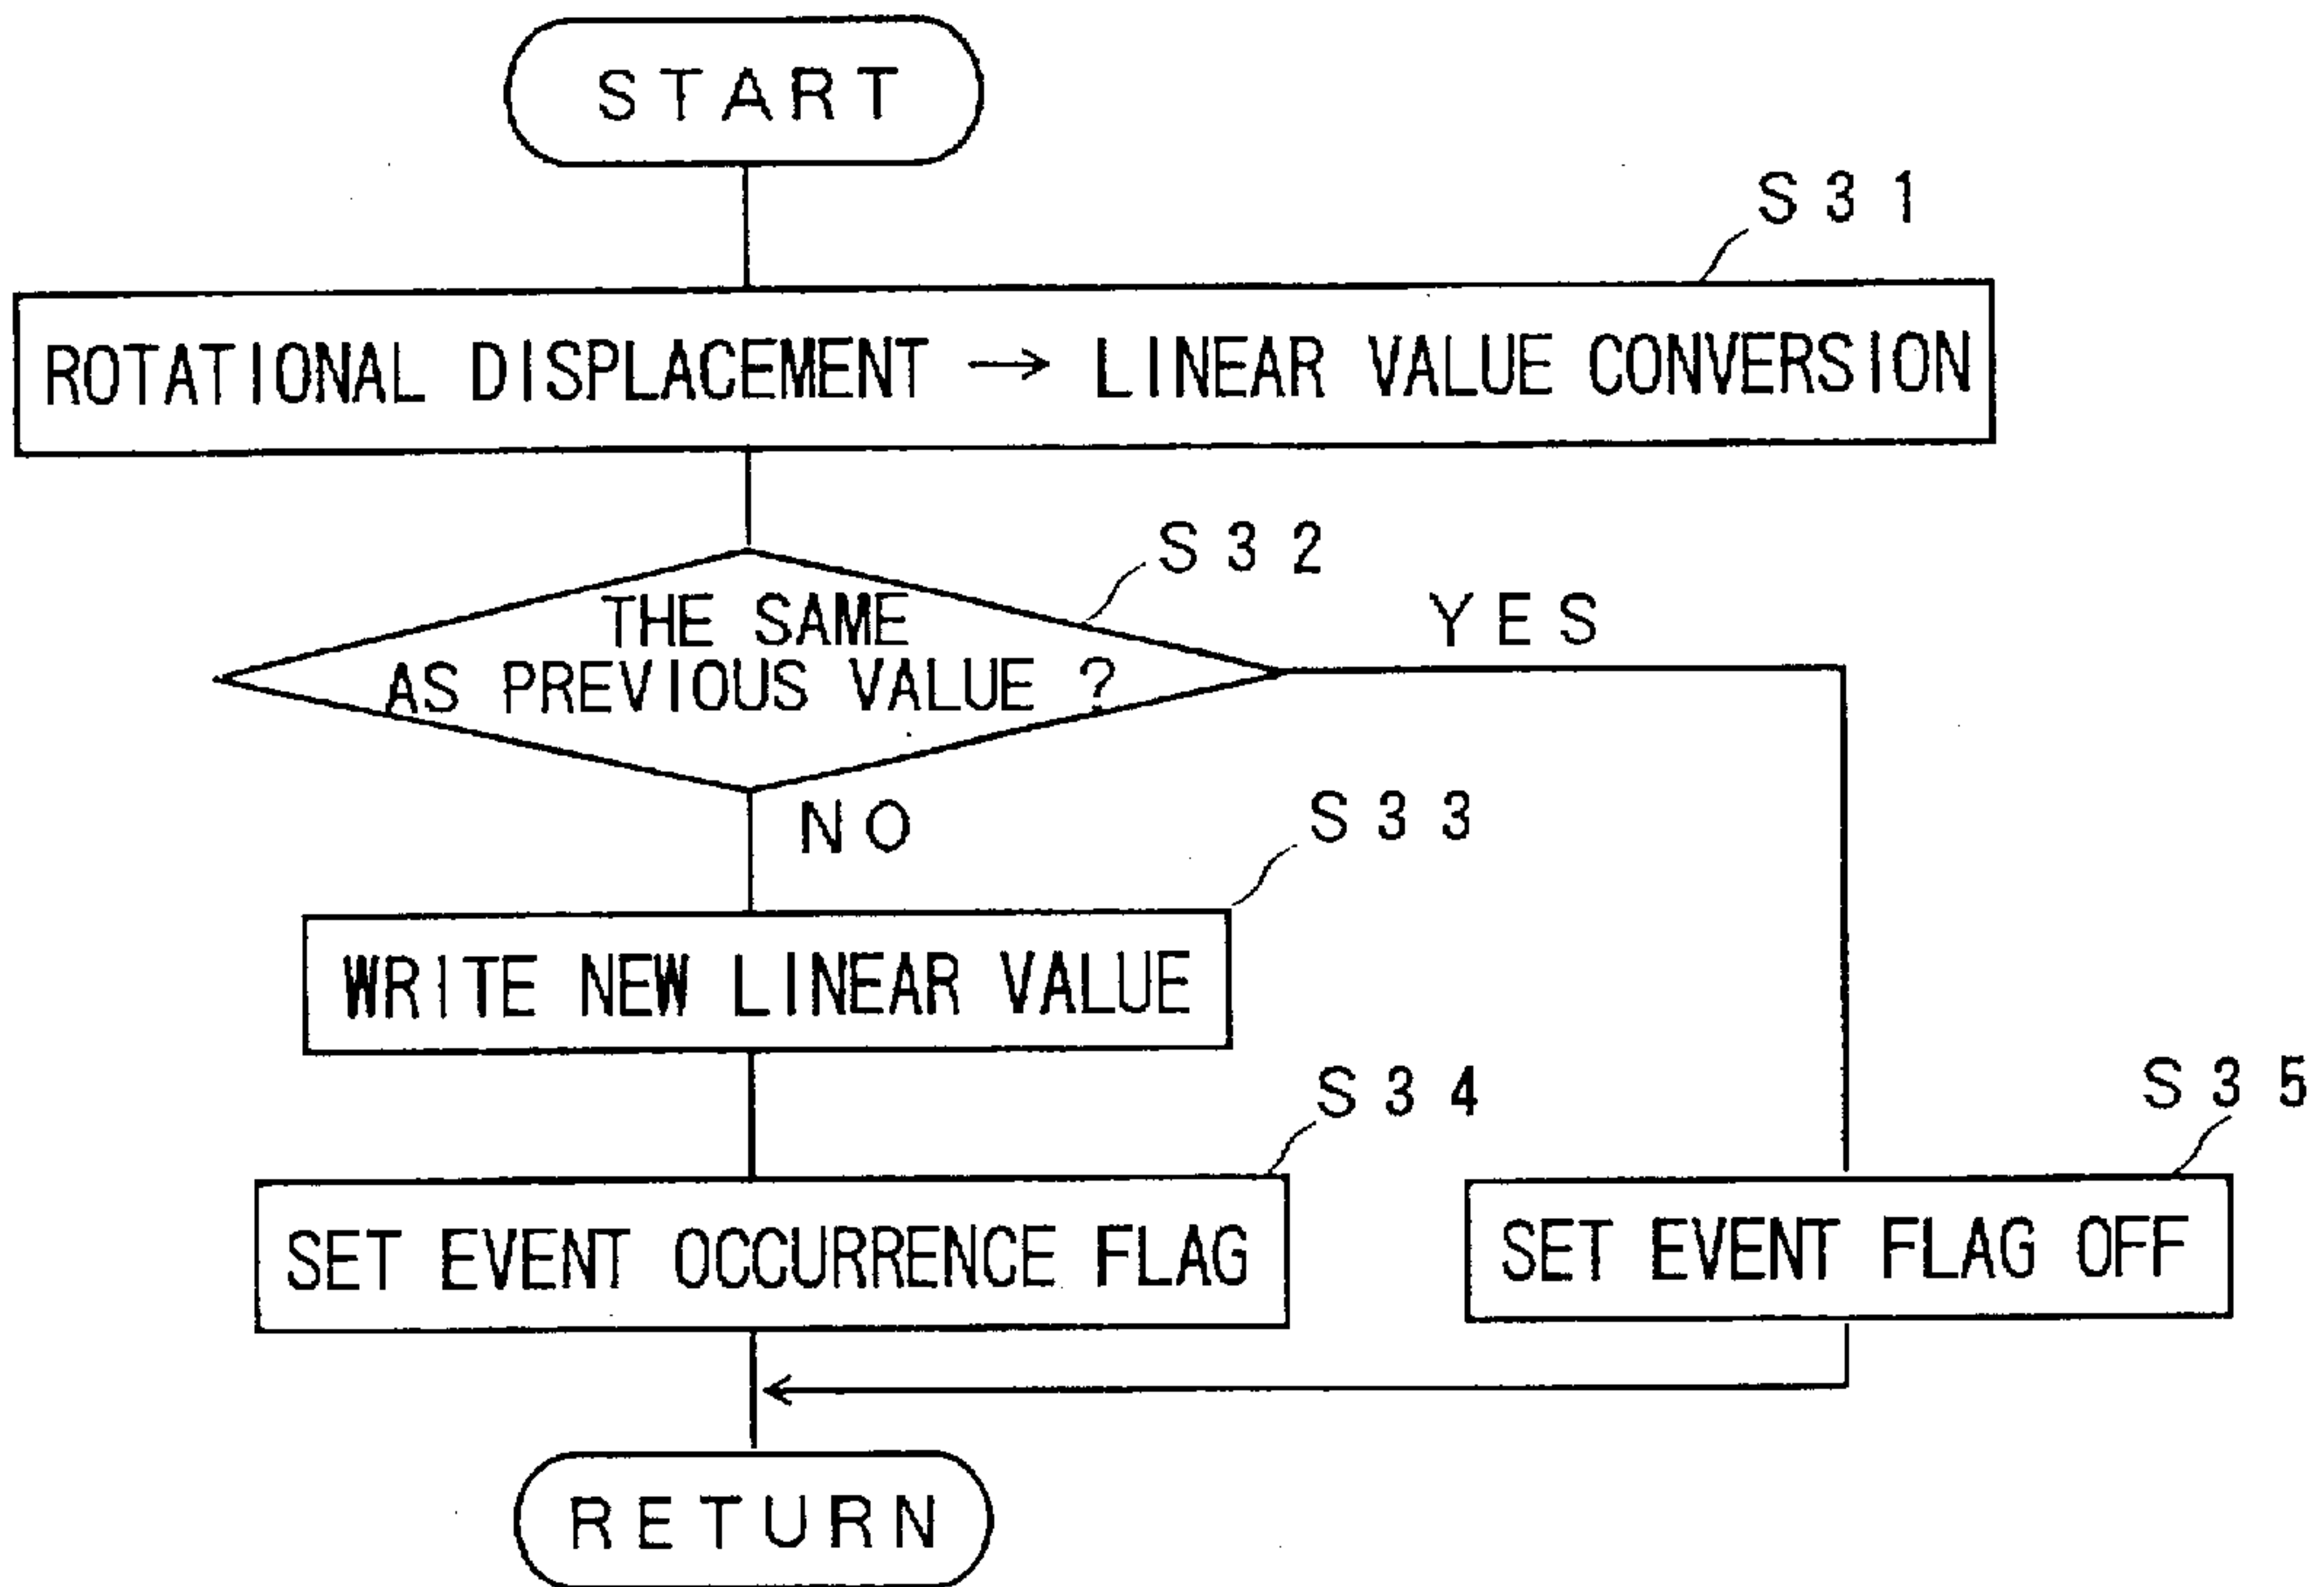 START
S31
ROTATIONAL DISPLACEMENT → LINEAR VALUE CONVERSION
S32
THE SAME
AS PREVIOUS VALUE ?
YES
NO
S33
WRITE NEW LINEAR VALUE
S34
S35
SET EVENT OCCURRENCE FLAG
SET EVENT FLAG OFF
RETURN